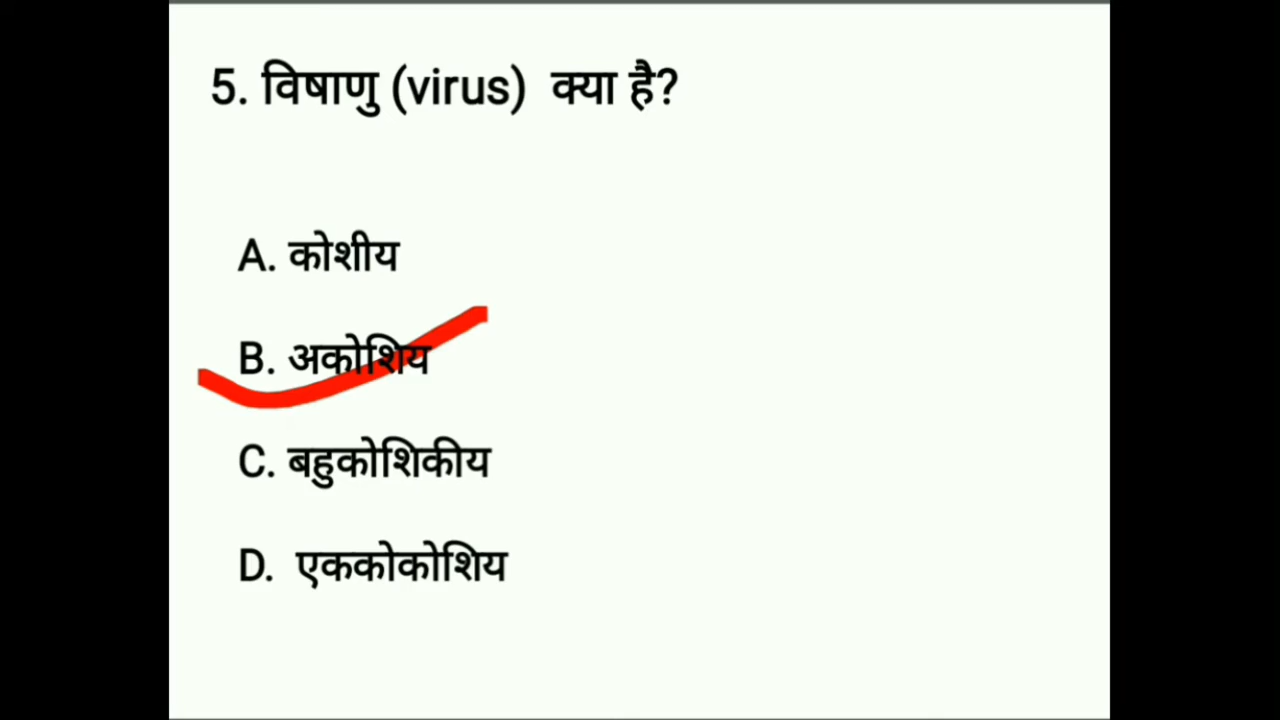 5. विषाणु (virus) क्या है?
A. कोशीय
B. अकोशिय
C. बहुकोशिकीय
D. एककोकोशिय